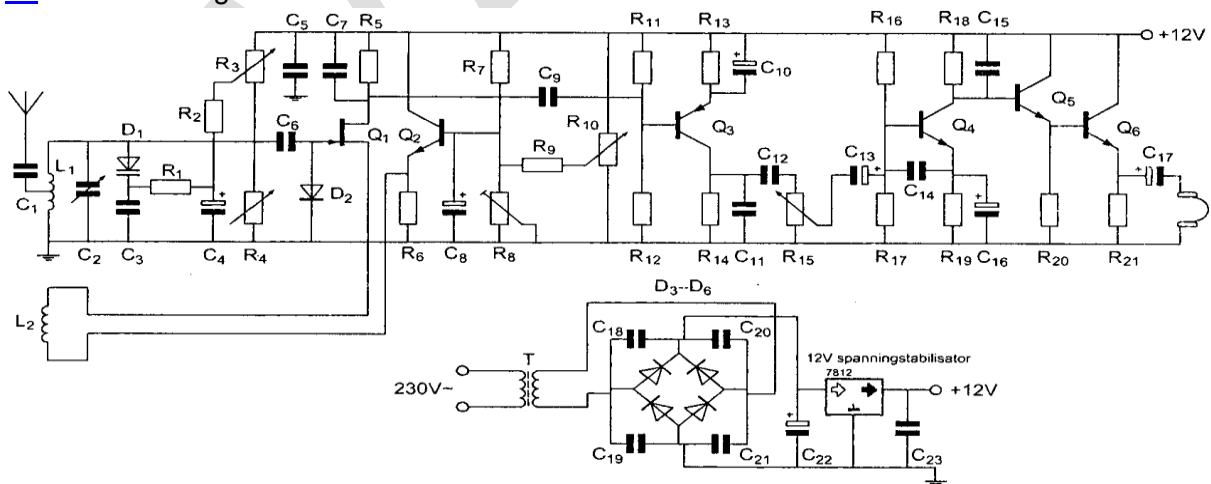 C5 C7 R5 R11 R13 R16 R18 C15
+12V
R3 R7 C9 C10
R2 R10 Q5
D1 C6 Q1 Q2 Q3 Q4 Q6
L1 R1 R9 C12 C13 C17
C1 D2 C14
C2 C3 C4 R4 R6 C8 R8 R12 R14 C11 R15 R17 R19 C16 R20 R21
D3--D6
L2
C18 C20
T 12V spanningstabilisator
7812
230V~ +12V
C19 C21 C22 C23